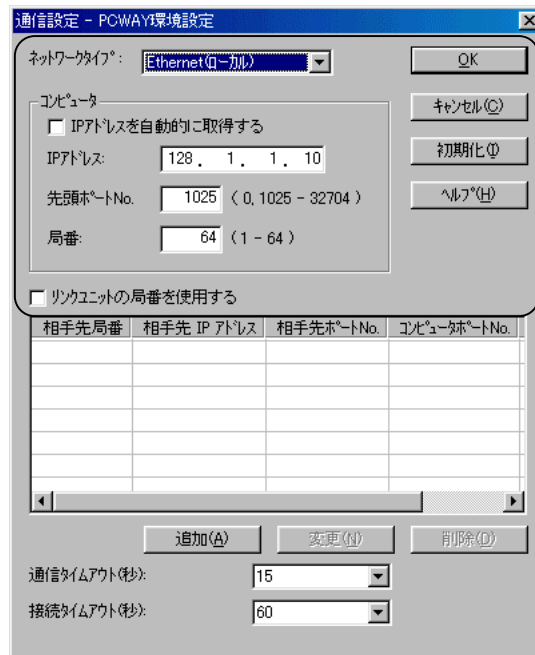 通信設定 - PCWAY環境設定
ﾈｯﾄﾜｰｸﾀｲﾌﾟ: Ethernet(ﾛｰｶﾙ)
OK
ｺﾝﾋﾟｭｰﾀ
ｷｬﾝｾﾙ(C)
IPｱﾄﾞﾚｽを自動的に取得する
IPｱﾄﾞﾚｽ: 128. 1. 1. 10
初期化(I)
先頭ﾎﾟｰﾄNo. 1025 ( 0, 1025 - 32704 )
ﾍﾙﾌﾟ(H)
局番: 64 (1 - 64 )
ﾘﾝｸﾕﾆｯﾄの局番を使用する
相手先局番 相手先 IP ｱﾄﾞﾚｽ 相手先ﾎﾟｰﾄNo. ｺﾝﾋﾟｭｰﾀﾎﾟｰﾄNo.
追加(A) 変更(N) 削除(D)
通信ﾀｲﾑｱｳﾄ(秒): 15
接続ﾀｲﾑｱｳﾄ(秒): 60